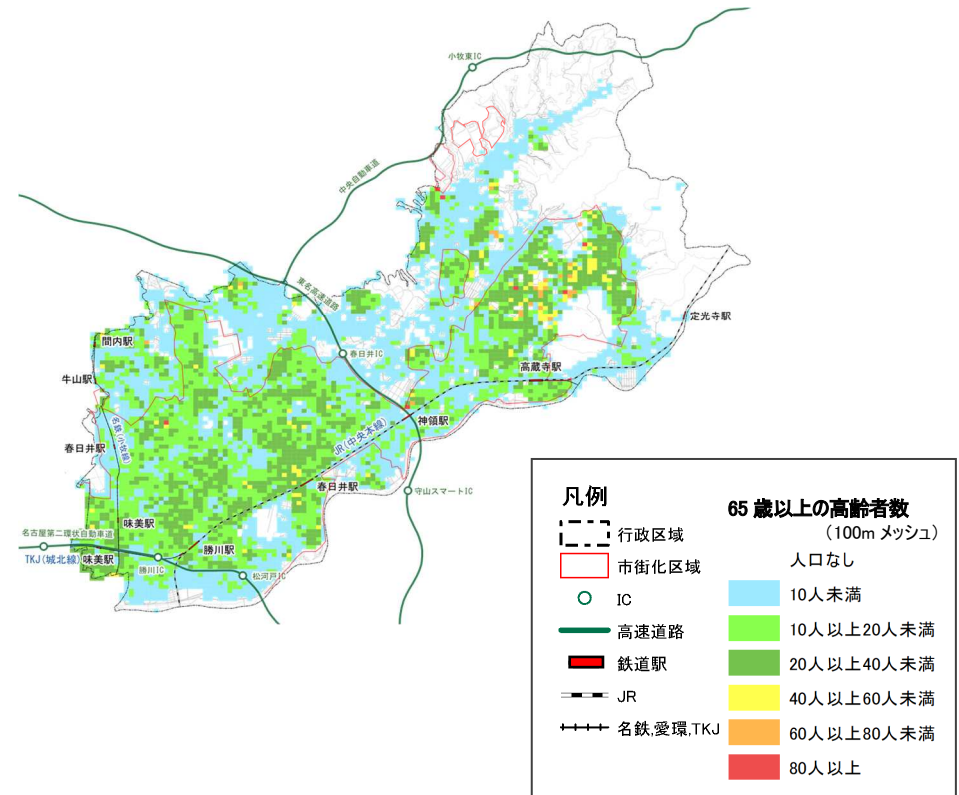 小牧東IC
中央自動車道
東名高速道路
春日井IC
定光寺駅
高蔵寺駅
間内駅
牛山駅
名鉄(小牧線)
春日井駅
神領駅
JR(中央本線)
春日井駅
守山スマートIC
味美駅
名古屋第二環状自動車道
TKJ(城北線)
味美駅
勝川駅
勝川IC
松河戸IC
凡例
行政区域
市街化区域
IC
高速道路
鉄道駅
JR
名鉄,愛環,TKJ
65歳以上の高齢者数
(100mメッシュ)
人口なし
10人未満
10人以上20人未満
20人以上40人未満
40人以上60人未満
60人以上80人未満
80人以上